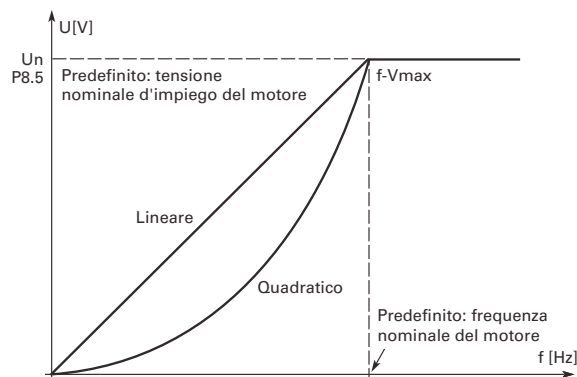 U[V]
Un
P8.5
Predefinito: tensione
nominale d'impiego del motore
f-Vmax
Lineare
Quadratico
Predefinito: frequenza
nominale del motore
f [Hz]